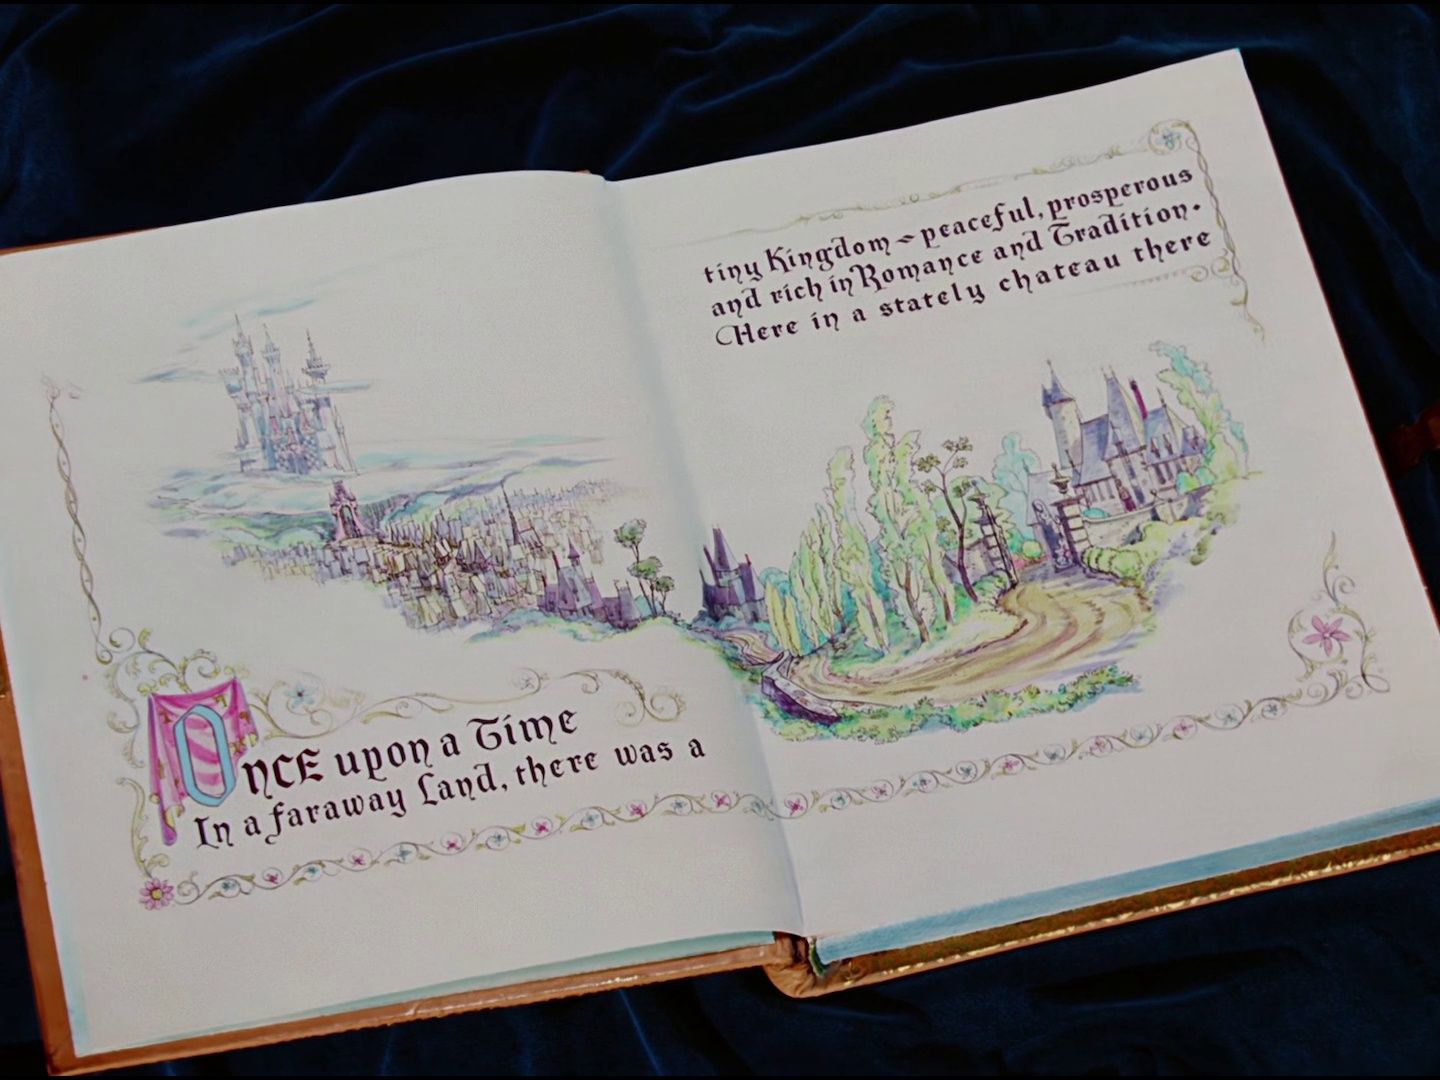 ONCE upon a Time
In a faraway Land, there was a
tiny Kingdom ~ peaceful, prosperous
and rich in Romance and Tradition.
Here in a stately chateau there